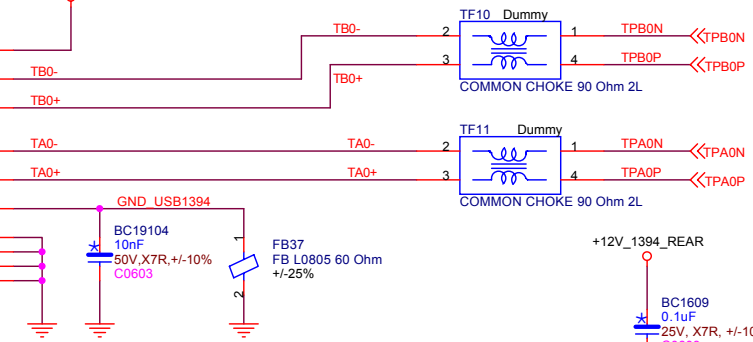 TF10 Dummy
TB0- 2 1 TPB0N TPB0N
TB0- 3 4 TPB0P TPB0P
TB0+
TB0+ COMMON CHOKE 90 Ohm 2L
TF11 Dummy
TA0- TA0- 2 1 TPA0N TPA0N
TA0+ TA0+ 3 4 TPA0P TPA0P
COMMON CHOKE 90 Ohm 2L
GND_USB1394
BC19104
10nF
50V,X7R,+/-10%
C0603
1
FB37
FB L0805 60 Ohm
+/-25%
2
+12V_1394_REAR
BC1609
0.1uF
25V, X7R, +/-10